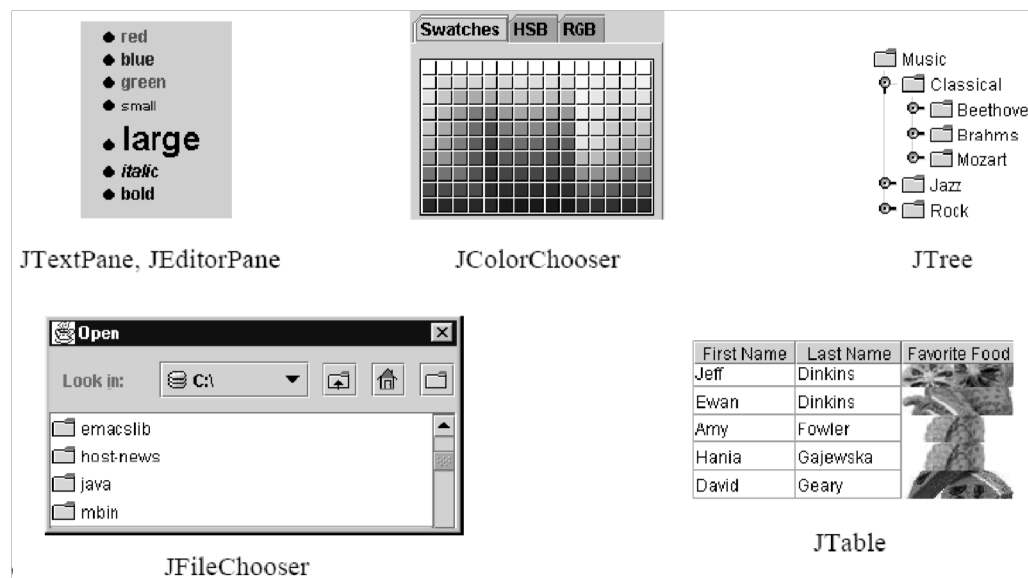 red
blue
green
small
large
italic
bold
JTextPane, JEditorPane
Swatches HSB RGB
JColorChooser
Music
Classical
Beethove
Brahms
Mozart
Jazz
Rock
JTree
Open
Look in: C:\
emacslib
host-news
java
mbin
JFileChooser
First Name Last Name Favorite Food
Jeff Dinkins
Ewan Dinkins
Amy Fowler
Hania Gajewska
David Geary
JTable